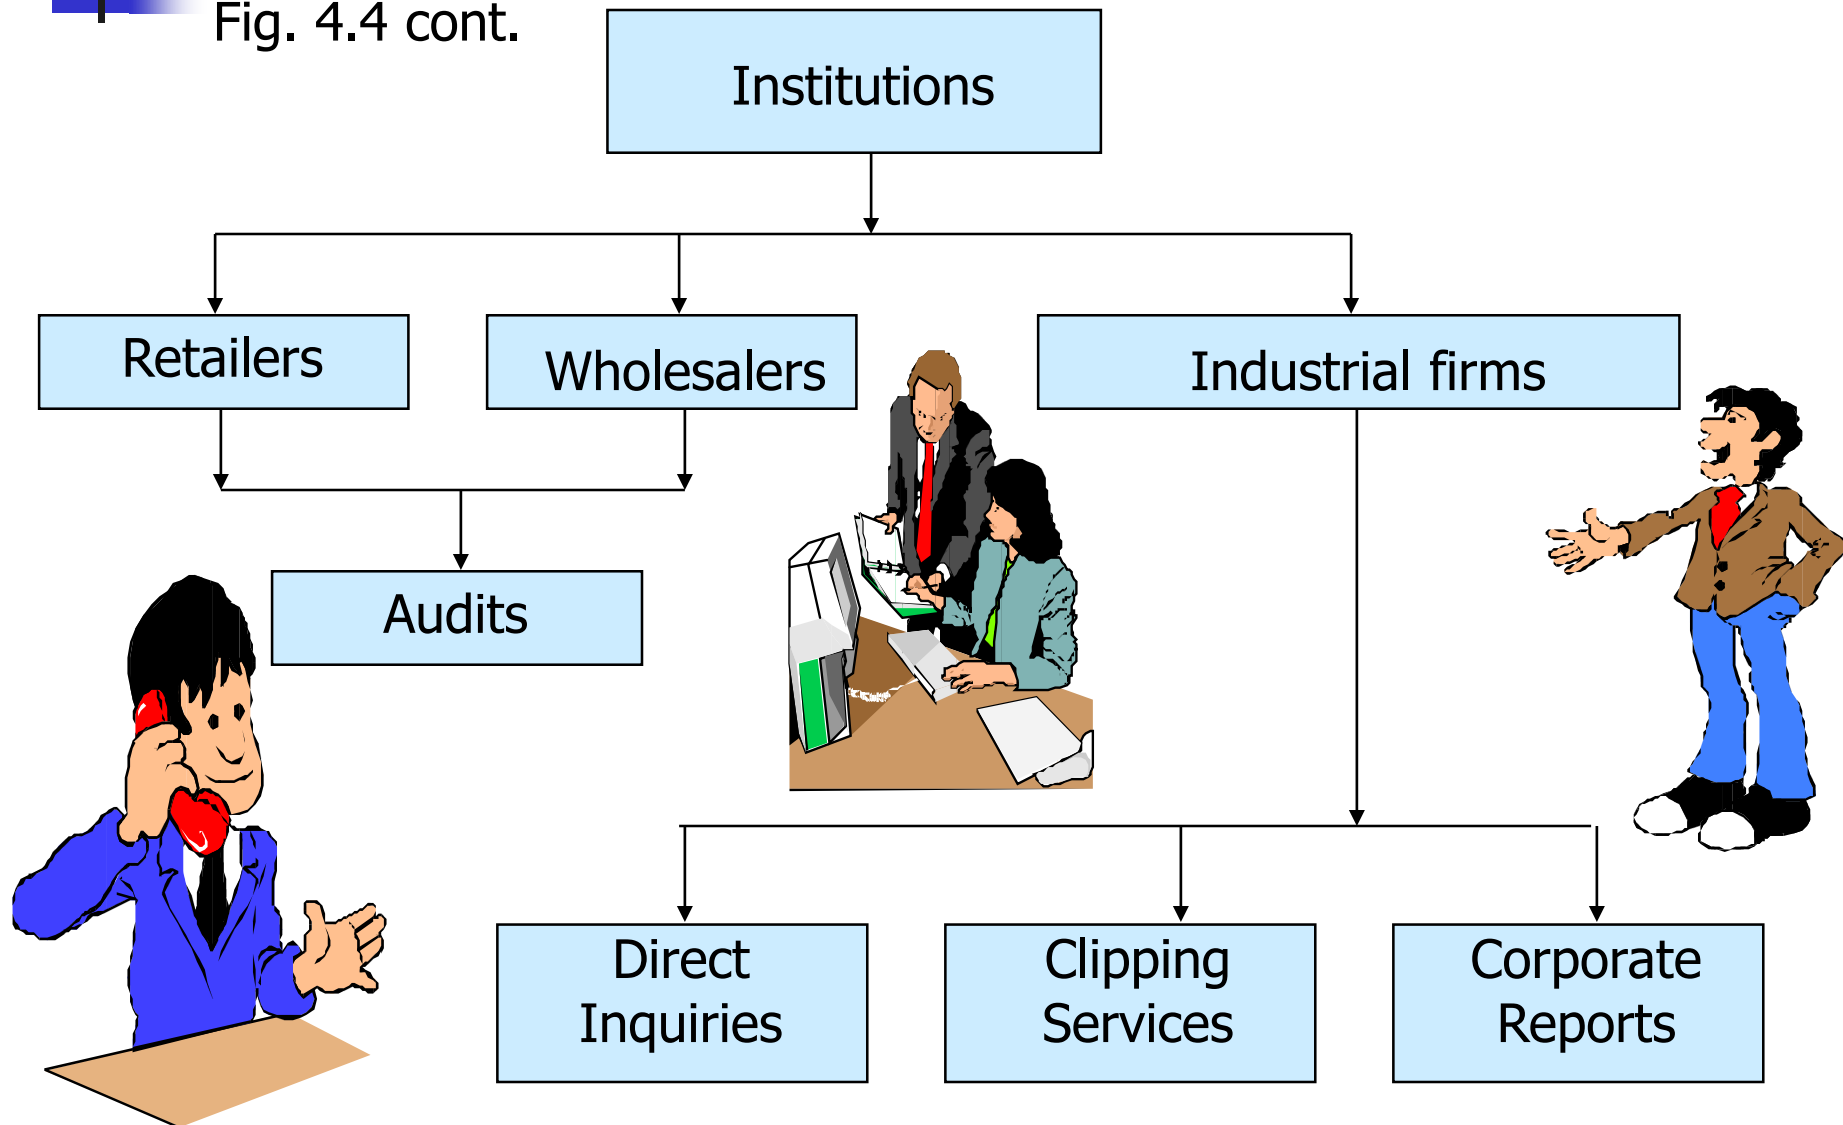 Fig. 4.4 cont.
Institutions
Retailers
Wholesalers
Industrial firms
Audits
Direct
Inquiries
Clipping
Services
Corporate
Reports